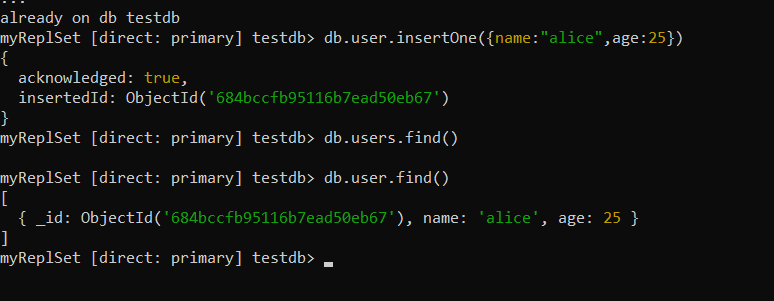 ...
already on db testdb
myReplSet [direct: primary] testdb> db.user.insertOne({name:"alice",age:25})
{
  acknowledged: true,
  insertedId: ObjectId('684bccfb95116b7ead50eb67')
}
myReplSet [direct: primary] testdb> db.users.find()

myReplSet [direct: primary] testdb> db.user.find()
[
  { _id: ObjectId('684bccfb95116b7ead50eb67'), name: 'alice', age: 25 }
]
myReplSet [direct: primary] testdb>